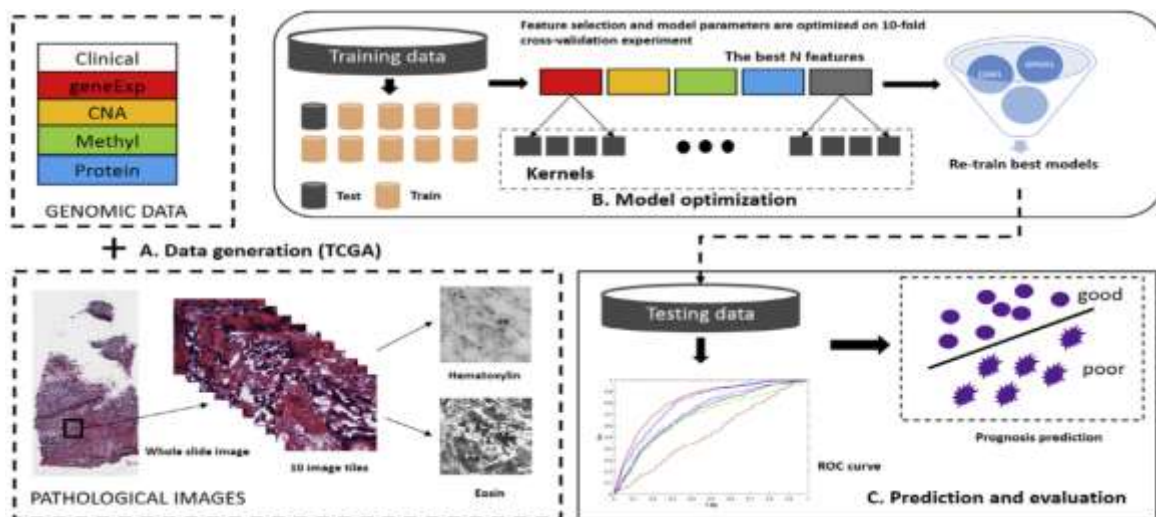 Clinical
geneExp
CNA
Methyl
Protein
GENOMIC DATA
A. Data generation (TCGA)
Whole slide image
10 image tiles
Hematoxylin
Eosin
PATHOLOGICAL IMAGES
Feature selection and model parameters are optimized on 10-fold
cross-validation experiment
Training data
The best N features
Kernels
Test
Train
Re-train best models
B. Model optimization
Testing data
ROC curve
good
poor
Prognosis prediction
C. Prediction and evaluation